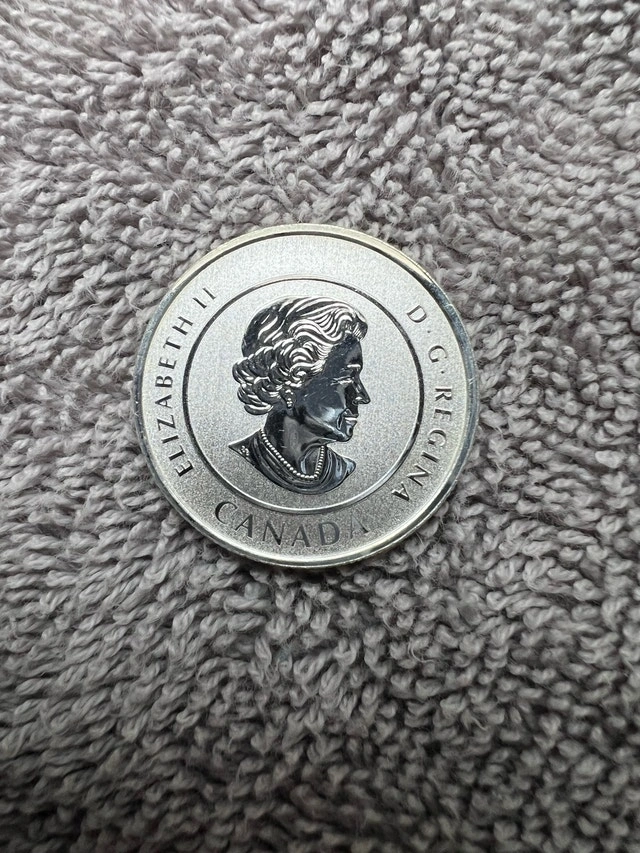 ELIZABETH II
D · G · REGINA
CANADA